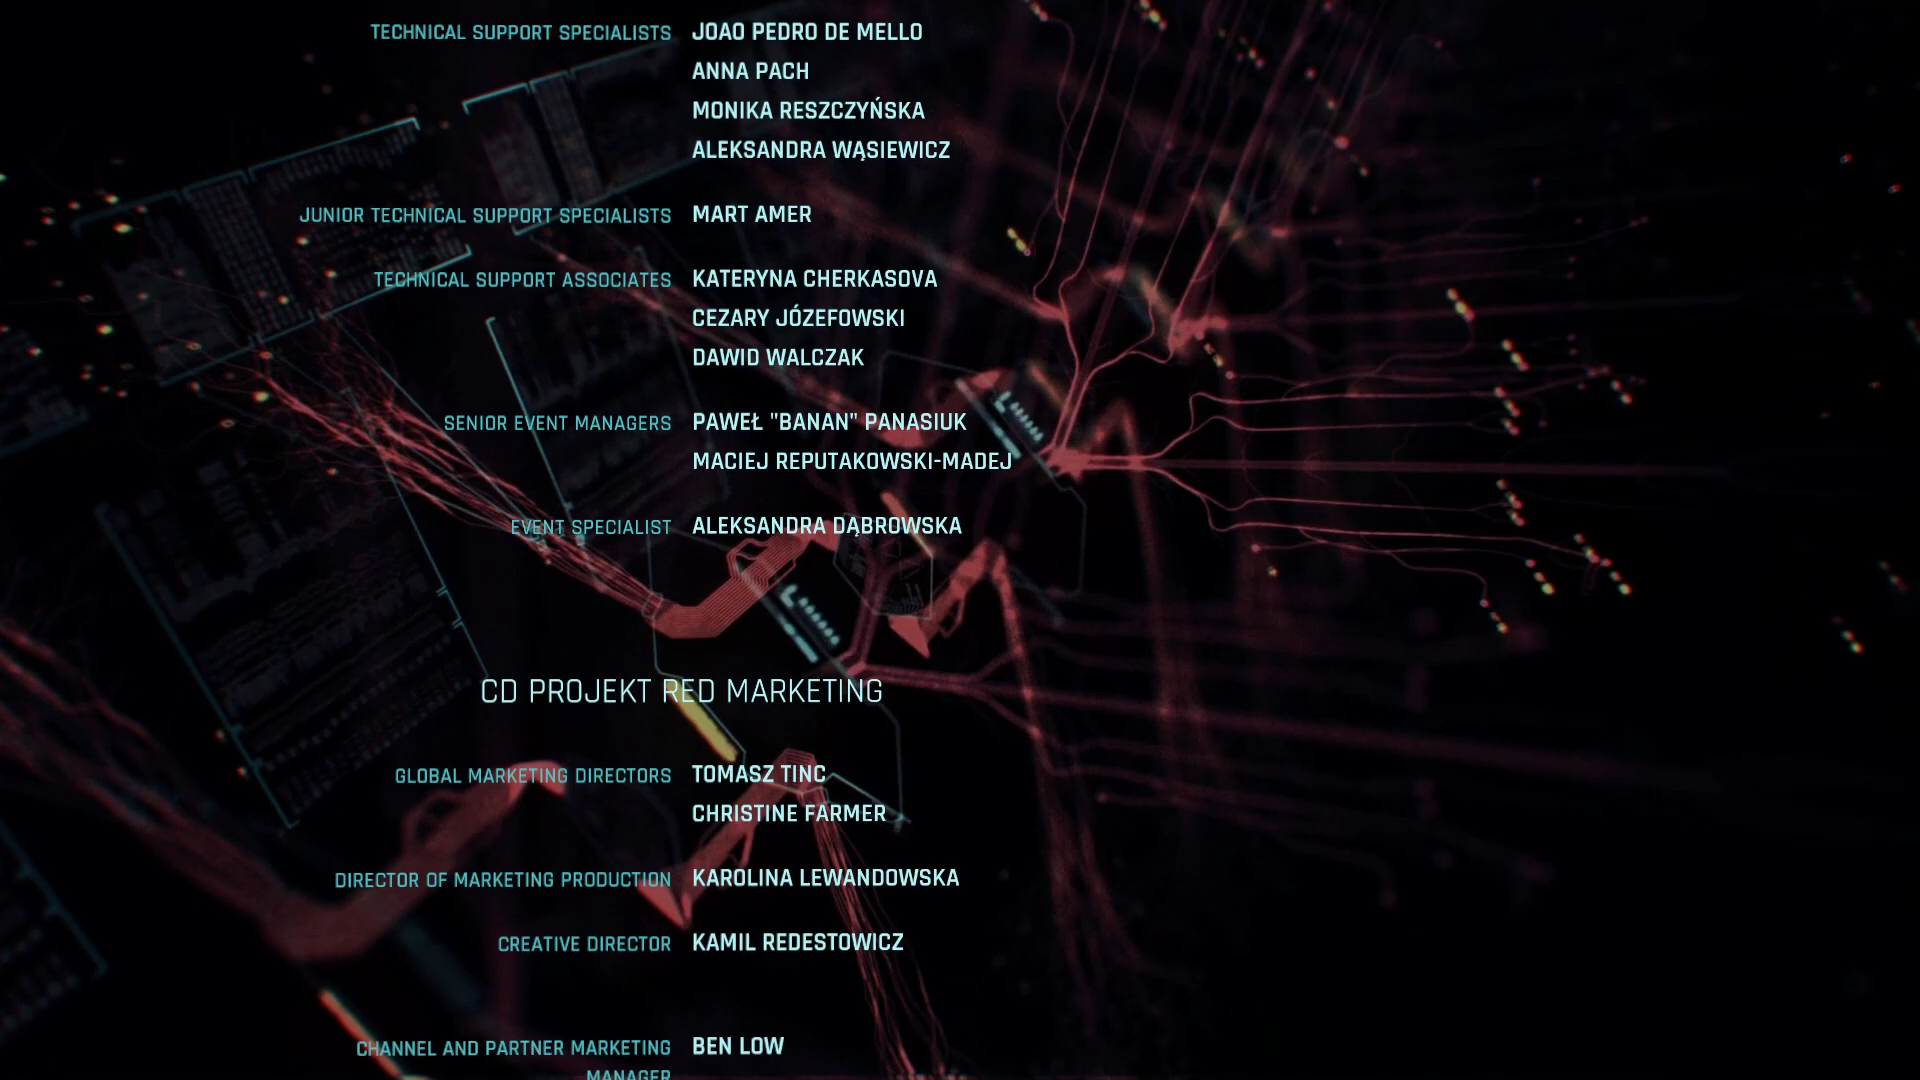 TECHNICAL SUPPORT SPECIALISTS JOAO PEDRO DE MELLO
ANNA PACH
MONIKA RESZCZYŃSKA
ALEKSANDRA WĄSIEWICZ
JUNIOR TECHNICAL SUPPORT SPECIALISTS MART AMER
TECHNICAL SUPPORT ASSOCIATES KATERYNA CHERKASOVA
CEZARY JÓZEFOWSKI
DAWID WALCZAK
SENIOR EVENT MANAGERS PAWEŁ "BANAN" PANASIUK
MACIEJ REPUTAKOWSKI-MADEJ
EVENT SPECIALIST ALEKSANDRA DĄBROWSKA
CD PROJEKT RED MARKETING
GLOBAL MARKETING DIRECTORS TOMASZ TINC
CHRISTINE FARMER
DIRECTOR OF MARKETING PRODUCTION KAROLINA LEWANDOWSKA
CREATIVE DIRECTOR KAMIL REDESTOWICZ
CHANNEL AND PARTNER MARKETING BEN LOW
MANAGER